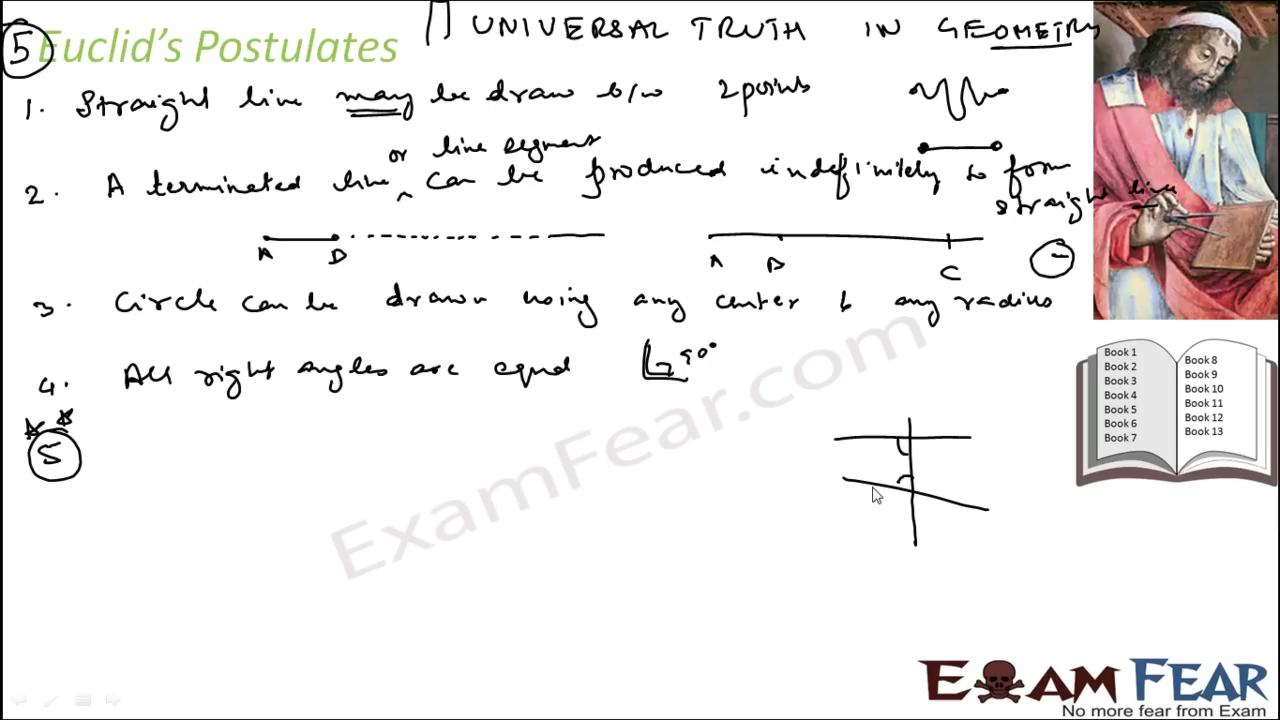 5 Euclid's Postulates
UNIVERSAL TRUTH IN GEOMETRY
1. Straight line may be draw b/w 2 points
or line segment
2. A terminated line ^ can be produced indefinitely to form
straight line
A B
A B C
3. Circle can be drawn using any center & any radius
4. All right angles are equal 90°
5
Book 1
Book 2
Book 3
Book 4
Book 5
Book 6
Book 7
Book 8
Book 9
Book 10
Book 11
Book 12
Book 13
ExamFear.com
EXAM FEAR
No more fear from Exam